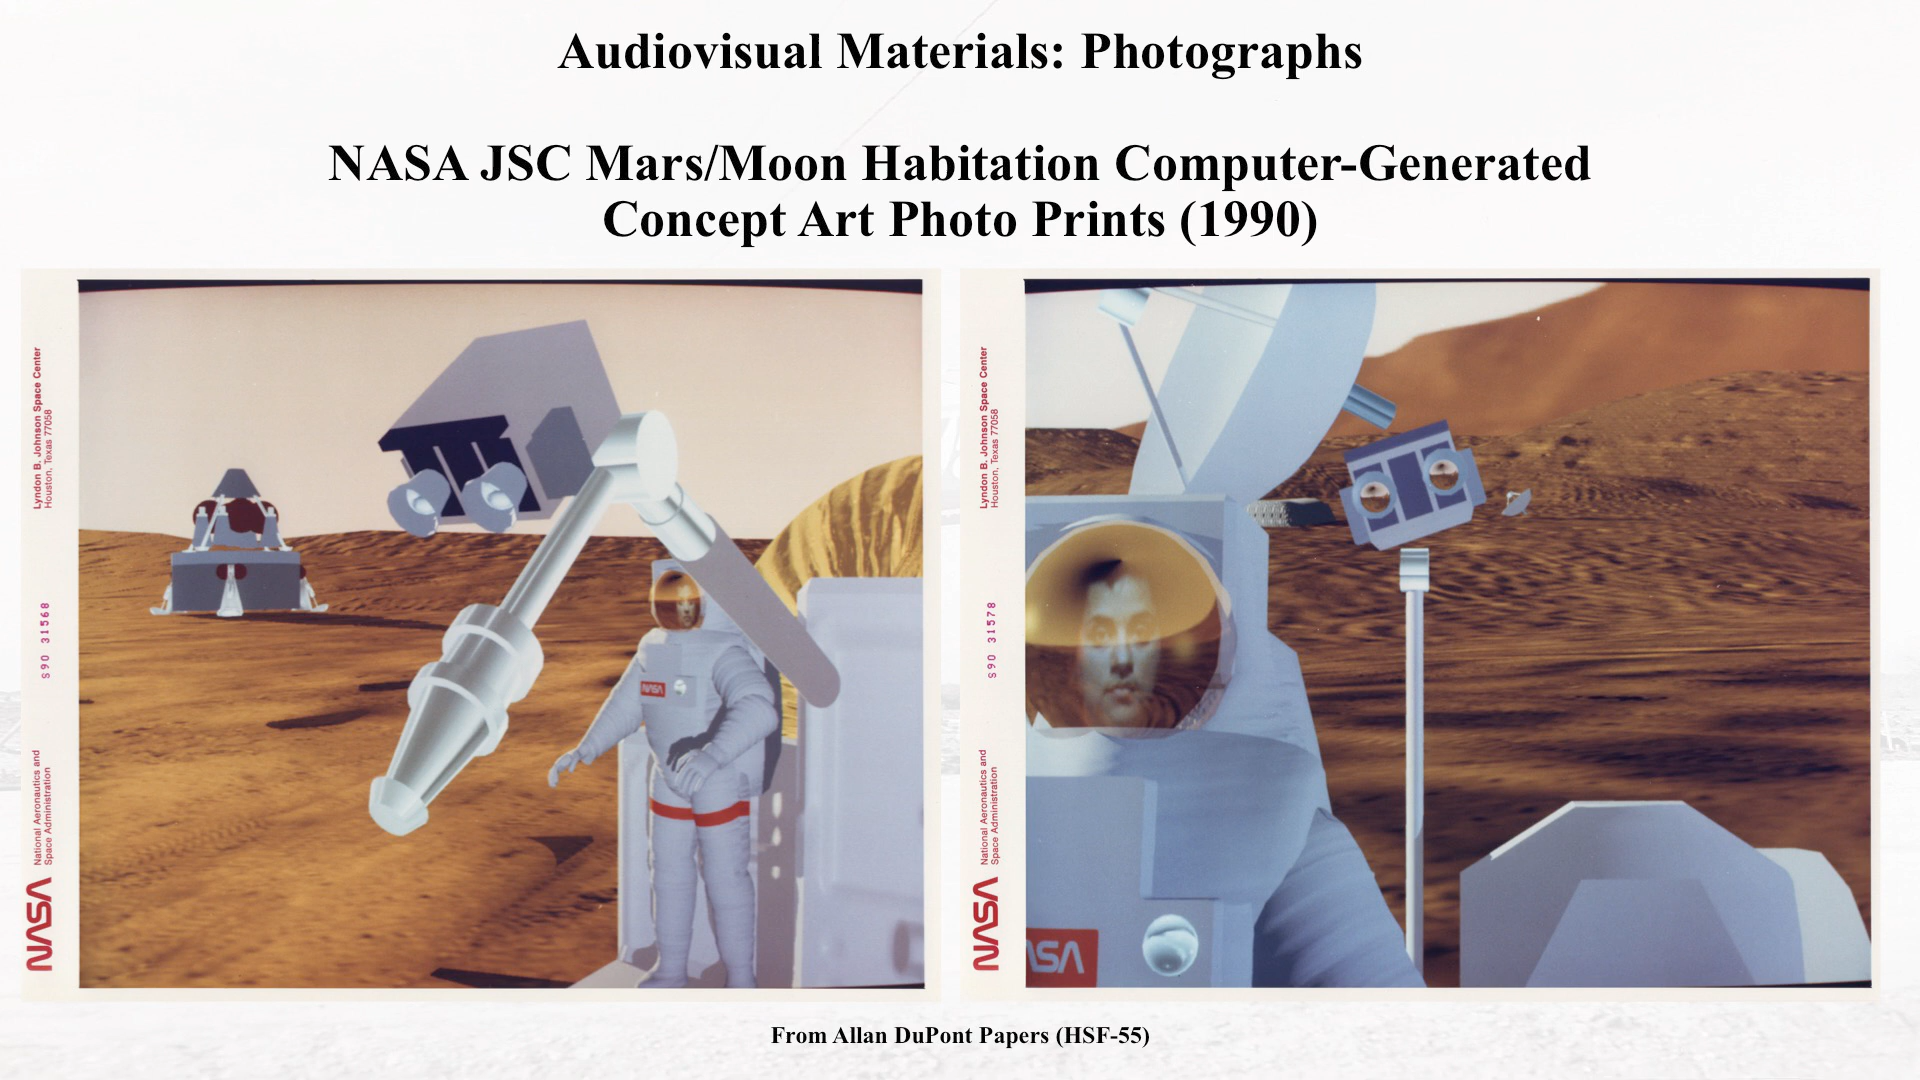 Audiovisual Materials: Photographs
NASA JSC Mars/Moon Habitation Computer-Generated
Concept Art Photo Prints (1990)
Lyndon B. Johnson Space Center
Houston, Texas 77058
S90 31568
National Aeronautics and
Space Administration
NASA
NASA
Lyndon B. Johnson Space Center
Houston, Texas 77058
S90 31578
National Aeronautics and
Space Administration
NASA
ASA
From Allan DuPont Papers (HSF-55)